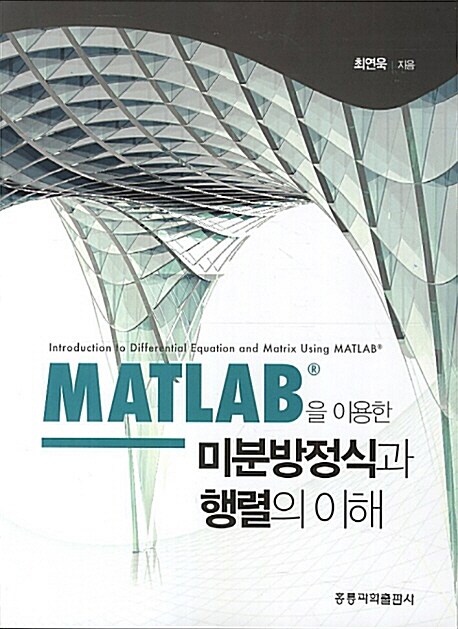 최연욱 | 지음
Introduction to Differential Equation and Matrix Using MATLAB®
MATLAB®을 이용한
미분방정식과
행렬의 이해
홍릉과학출판사